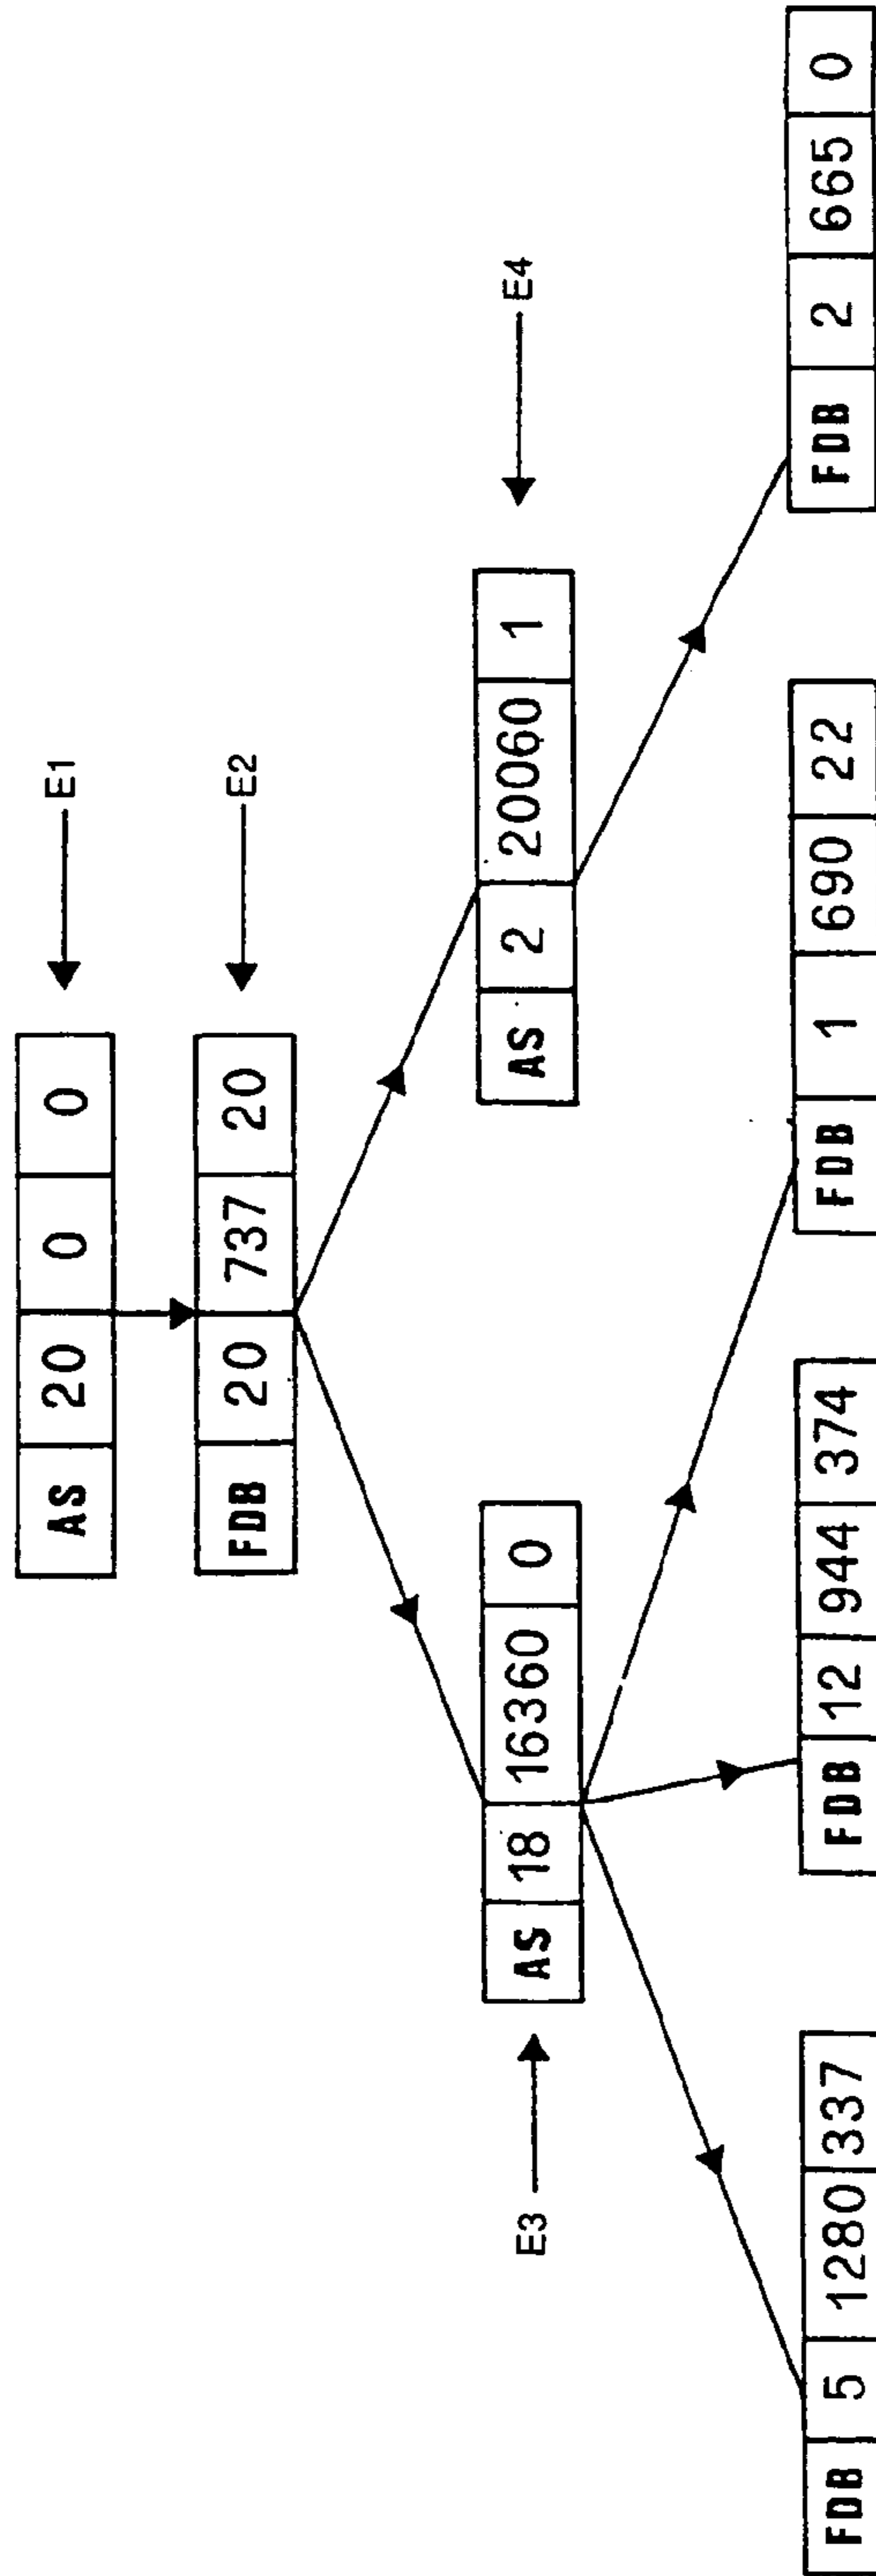 AS 20 0 0
E1
FDB 20 737 20
E2
E3
AS 18 16360 0
AS 2 20060 1
E4
FDB 5 1280 337
FDB 12 944 374
FDB 1 690 22
FDB 2 665 0